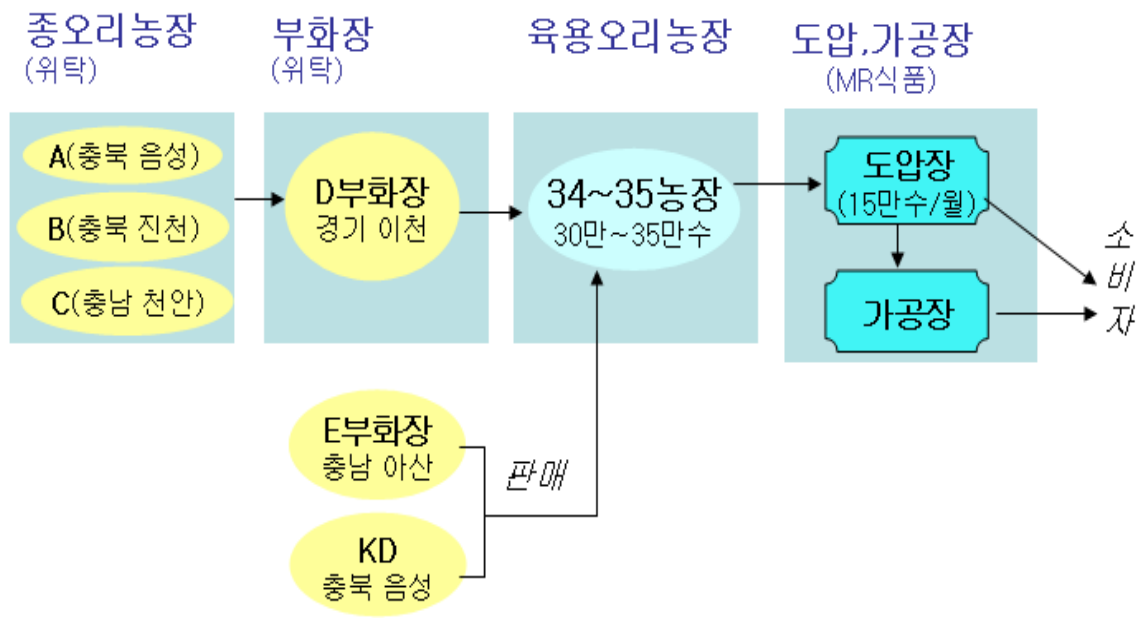 종오리농장
(위탁)
부화장
(위탁)
육용오리농장
도압,가공장
(MR식품)
A(충북 음성)
B(충북 진천)
C(충남 천안)
D부화장
경기 이천
34~35농장
30만~35만수
도압장
(15만수/월)
가공장
소
비
자
E부화장
충남 아산
판매
KD
충북 음성